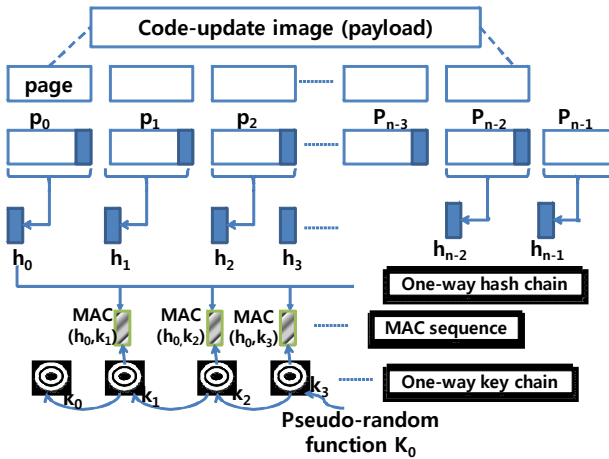 Code-update image (payload)
page
p0 p1 p2 Pn-3 Pn-2 Pn-1
h0 h1 h2 h3 hn-2 hn-1
One-way hash chain
MAC (h0,k1) MAC (h0,k2) MAC (h0,k3)
MAC sequence
k0 k1 k2 k3
One-way key chain
Pseudo-random
function K0